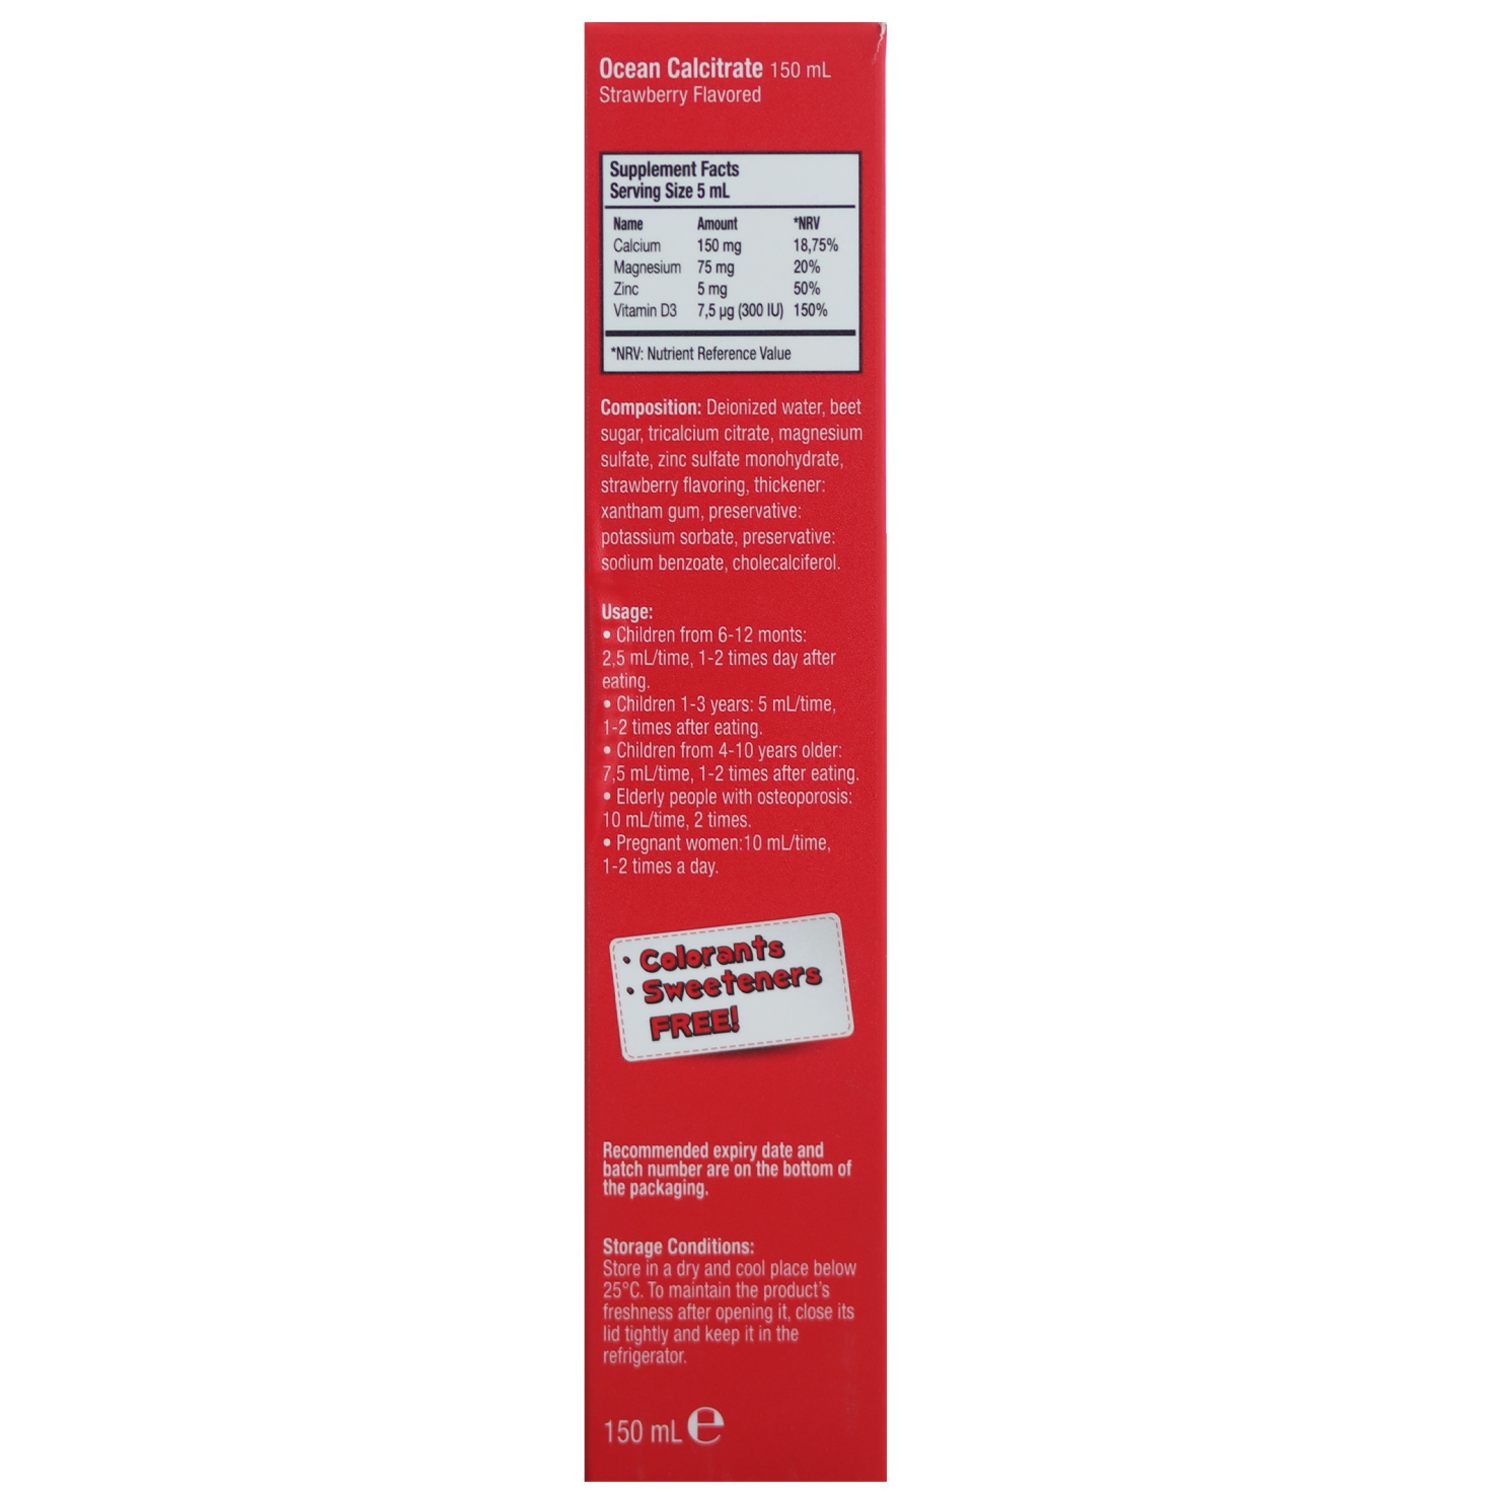 Ocean Calcitrate 150 mL
Strawberry Flavored
Supplement Facts
Serving Size 5 mL
Name Amount *NRV
Calcium 150 mg 18,75%
Magnesium 75 mg 20%
Zinc 5 mg 50%
Vitamin D3 7,5 µg (300 IU) 150%
*NRV: Nutrient Reference Value
Composition: Deionized water, beet
sugar, tricalcium citrate, magnesium
sulfate, zinc sulfate monohydrate,
strawberry flavoring, thickener:
xantham gum, preservative:
potassium sorbate, preservative:
sodium benzoate, cholecalciferol.
Usage:
• Children from 6-12 monts:
2,5 mL/time, 1-2 times day after
eating.
• Children 1-3 years: 5 mL/time,
1-2 times after eating.
• Children from 4-10 years older:
7,5 mL/time, 1-2 times after eating.
• Elderly people with osteoporosis:
10 mL/time, 2 times.
• Pregnant women:10 mL/time,
1-2 times a day.
• Colorants
• Sweeteners
FREE!
Recommended expiry date and
batch number are on the bottom of
the packaging.
Storage Conditions:
Store in a dry and cool place below
25°C. To maintain the product's
freshness after opening it, close its
lid tightly and keep it in the
refrigerator.
150 mL ℮